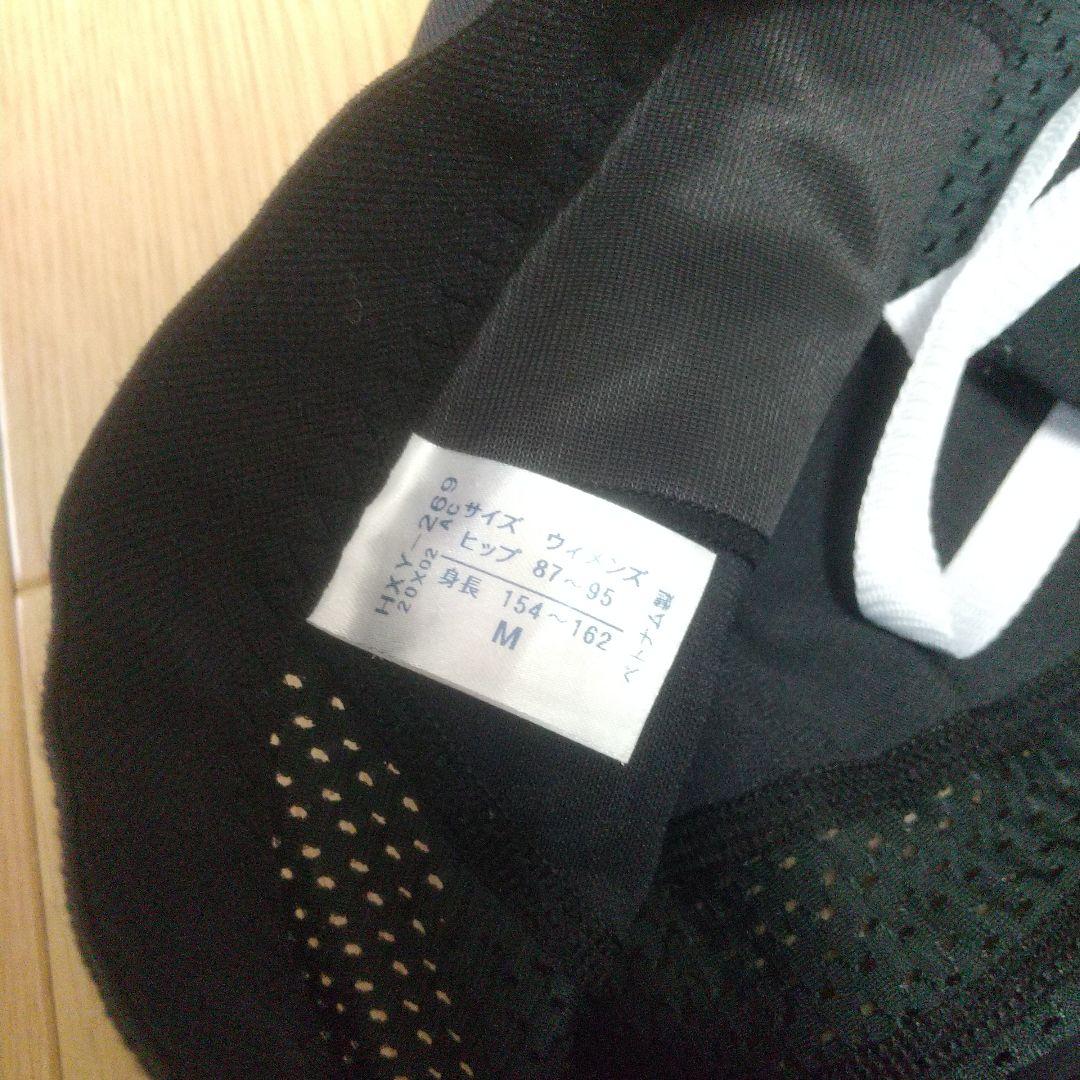 サイズ ウィメンズ
ヒップ 87～95
身長 154～162
M
HXY-269
20X02 AC
ベトナム製